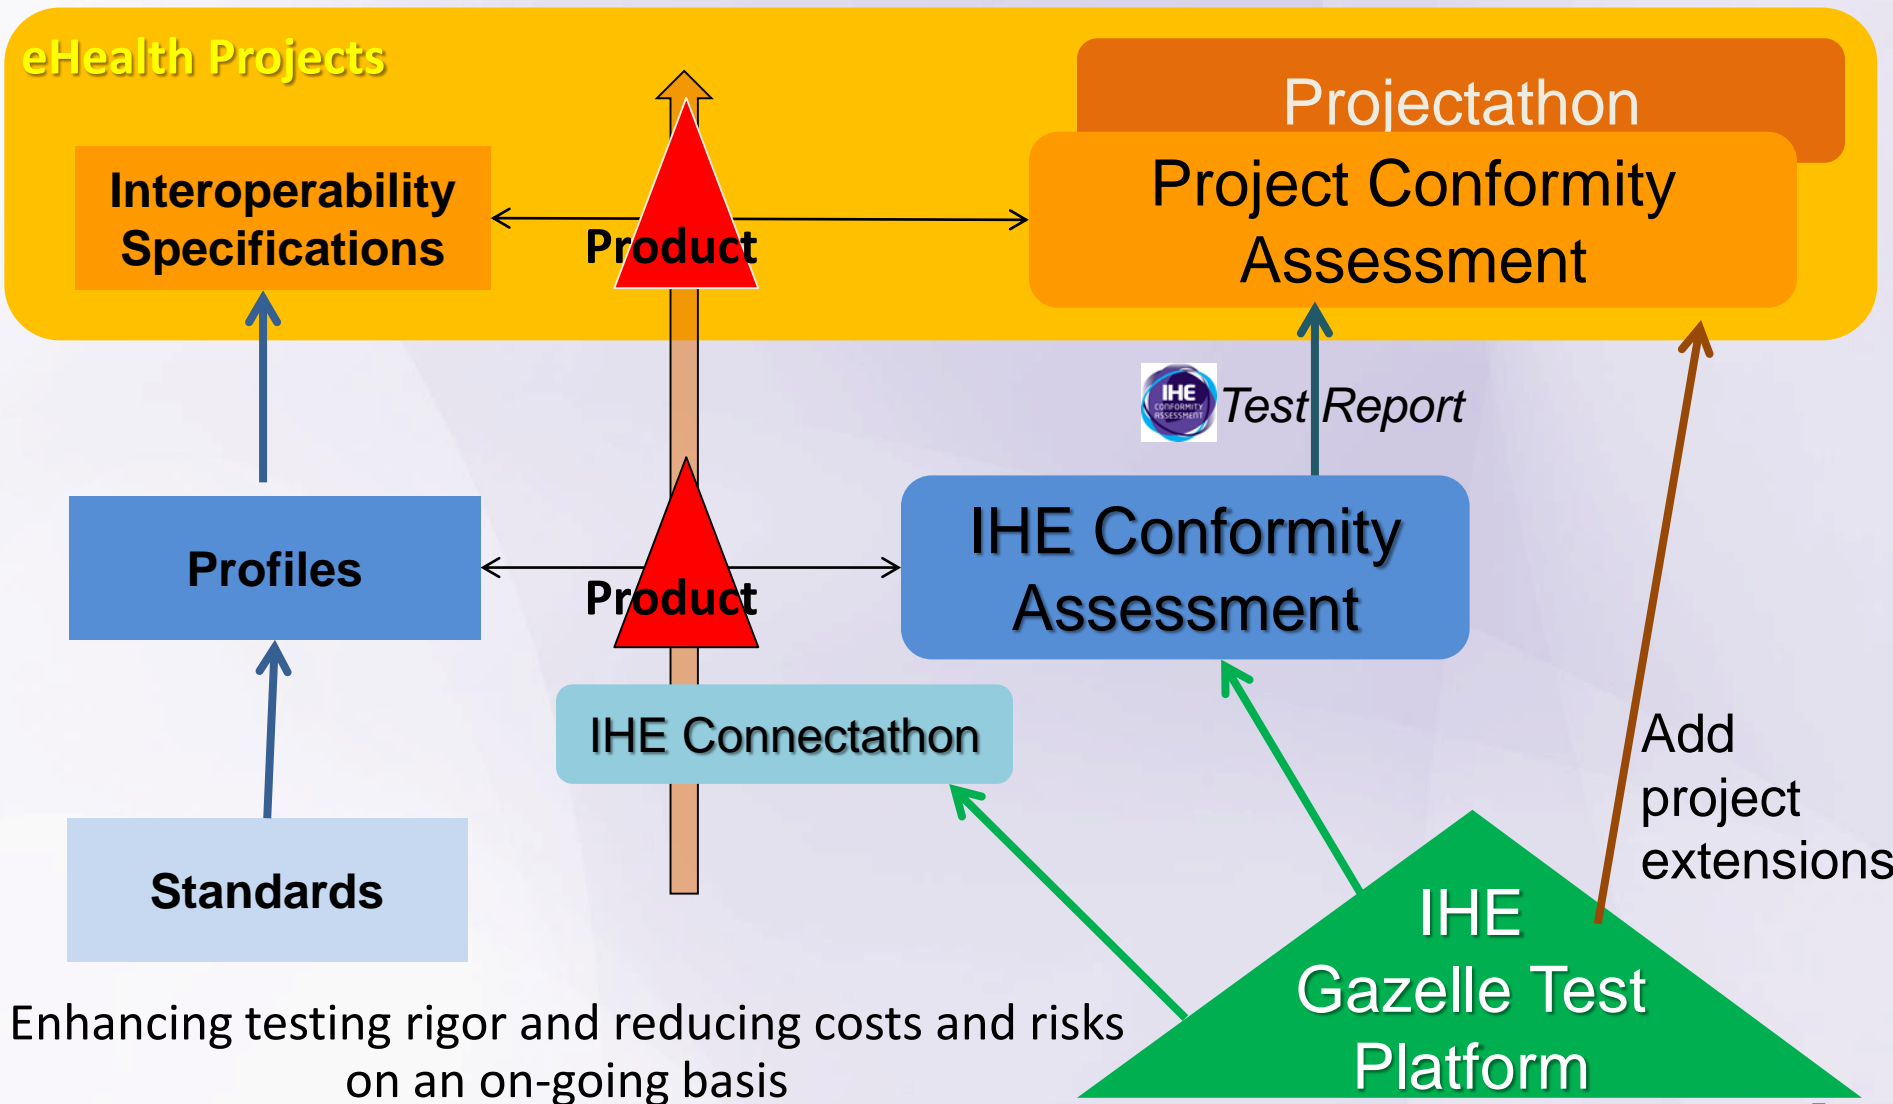 eHealth Projects
Projectathon
Interoperability
Specifications
Product
Project Conformity
Assessment
IHE
CONFORMITY
ASSESSMENT
Test Report
Profiles
Product
IHE Conformity
Assessment
IHE Connectathon
Add
project
extensions
Standards
IHE
Gazelle Test
Platform
Enhancing testing rigor and reducing costs and risks
on an on-going basis